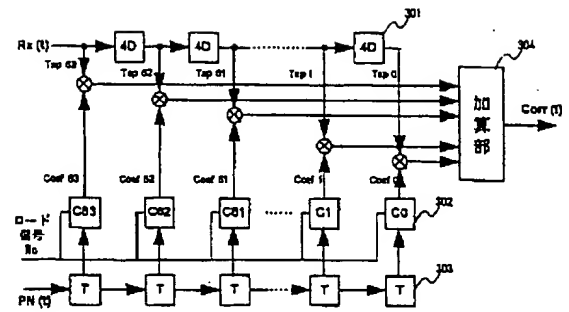 301
Rx (t)
4D
4D
4D
304
Tap 63
Tap 62
Tap 61
Tap 1
Tap 0
加算部
Corr (t)
Coef 63
Coef 62
Coef 61
Coef 1
Coef 0
C63
C62
C61
C1
C0
302
ロード
信号
T
T
T
T
T
303
PN (t)